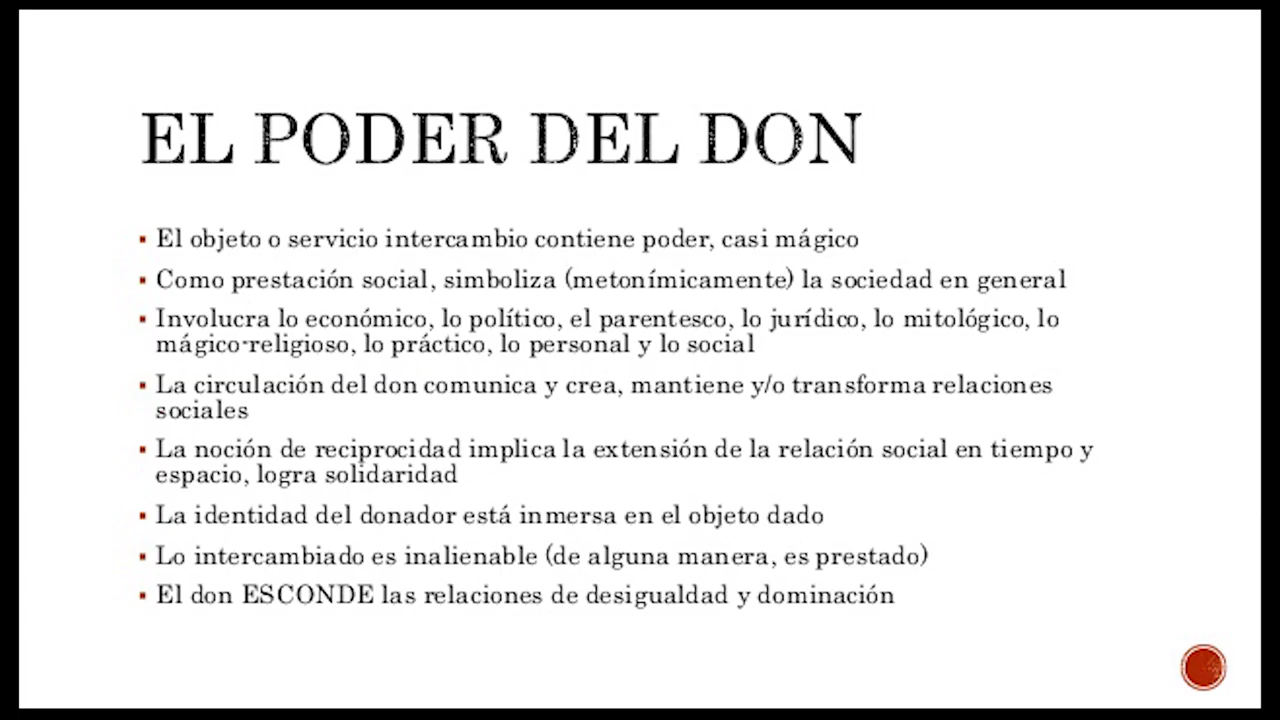 EL PODER DEL DON
▪ El objeto o servicio intercambio contiene poder, casi mágico
▪ Como prestación social, simboliza (metonímicamente) la sociedad en general
▪ Involucra lo económico, lo político, el parentesco, lo jurídico, lo mitológico, lo
mágico-religioso, lo práctico, lo personal y lo social
▪ La circulación del don comunica y crea, mantiene y/o transforma relaciones
sociales
▪ La noción de reciprocidad implica la extensión de la relación social en tiempo y
espacio, logra solidaridad
▪ La identidad del donador está inmersa en el objeto dado
▪ Lo intercambiado es inalienable (de alguna manera, es prestado)
▪ El don ESCONDE las relaciones de desigualdad y dominación